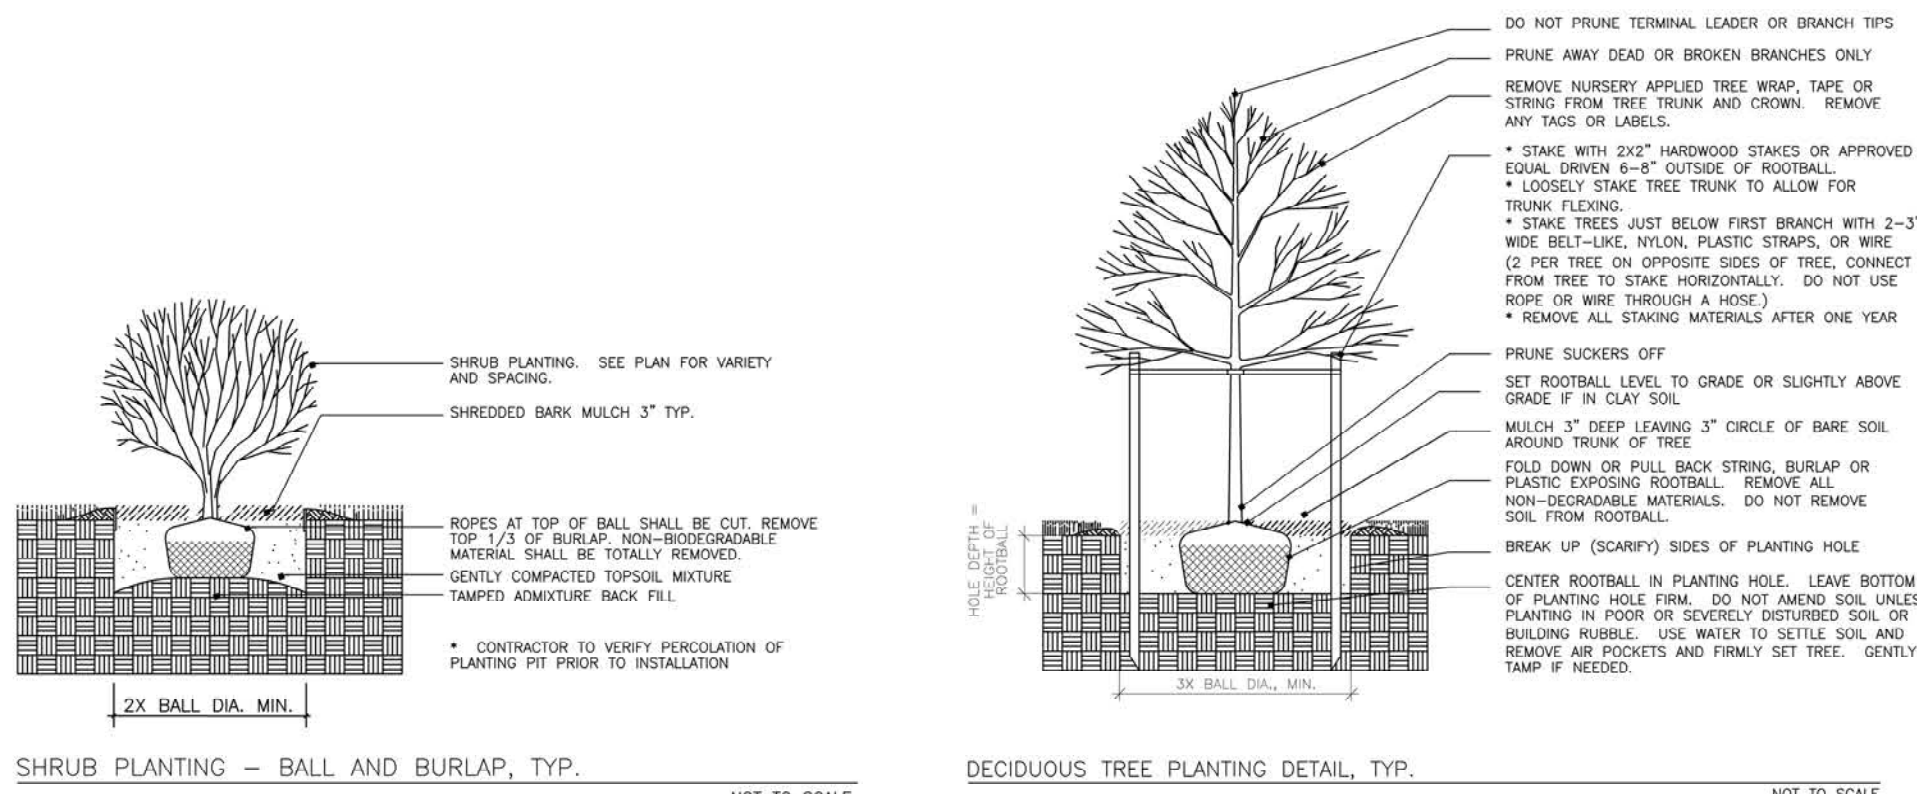 SHRUB PLANTING. SEE PLAN FOR VARIETY
AND SPACING.
SHREDDED BARK MULCH 3" TYP.
ROPES AT TOP OF BALL SHALL BE CUT. REMOVE
TOP 1/3 OF BURLAP. NON-BIODEGRADABLE
MATERIAL SHALL BE TOTALLY REMOVED.
GENTLY COMPACTED TOPSOIL MIXTURE
TAMPED ADMIXTURE BACK FILL
* CONTRACTOR TO VERIFY PERCOLATION OF
PLANTING PIT PRIOR TO INSTALLATION
2X BALL DIA. MIN.
SHRUB PLANTING - BALL AND BURLAP, TYP.
NOT TO SCALE
DO NOT PRUNE TERMINAL LEADER OR BRANCH TIPS
PRUNE AWAY DEAD OR BROKEN BRANCHES ONLY
REMOVE NURSERY APPLIED TREE WRAP, TAPE OR
STRING FROM TREE TRUNK AND CROWN. REMOVE
ANY TAGS OR LABELS.
* STAKE WITH 2X2" HARDWOOD STAKES OR APPROVED
EQUAL DRIVEN 6-8" OUTSIDE OF ROOTBALL.
* LOOSELY STAKE TREE TRUNK TO ALLOW FOR
TRUNK FLEXING.
* STAKE TREES JUST BELOW FIRST BRANCH WITH 2-3"
WIDE BELT-LIKE, NYLON, PLASTIC STRAPS, OR WIRE
(2 PER TREE ON OPPOSITE SIDES OF TREE, CONNECT
FROM TREE TO STAKE HORIZONTALLY. DO NOT USE
ROPE OR WIRE THROUGH A HOSE.)
* REMOVE ALL STAKING MATERIALS AFTER ONE YEAR
PRUNE SUCKERS OFF
SET ROOTBALL LEVEL TO GRADE OR SLIGHTLY ABOVE
GRADE IF IN CLAY SOIL
MULCH 3" DEEP LEAVING 3" CIRCLE OF BARE SOIL
AROUND TRUNK OF TREE
FOLD DOWN OR PULL BACK STRING, BURLAP OR
PLASTIC EXPOSING ROOTBALL. REMOVE ALL
NON-DEGRADABLE MATERIALS. DO NOT REMOVE
SOIL FROM ROOTBALL.
BREAK UP (SCARIFY) SIDES OF PLANTING HOLE
CENTER ROOTBALL IN PLANTING HOLE. LEAVE BOTTOM
OF PLANTING HOLE FIRM. DO NOT AMEND SOIL UNLES
PLANTING IN POOR OR SEVERELY DISTURBED SOIL OR
BUILDING RUBBLE. USE WATER TO SETTLE SOIL AND
REMOVE AIR POCKETS AND FIRMLY SET TREE. GENTLY
TAMP IF NEEDED.
HOLE DEPTH =
HEIGHT OF
ROOTBALL
3X BALL DIA., MIN.
DECIDUOUS TREE PLANTING DETAIL, TYP.
NOT TO SCALE